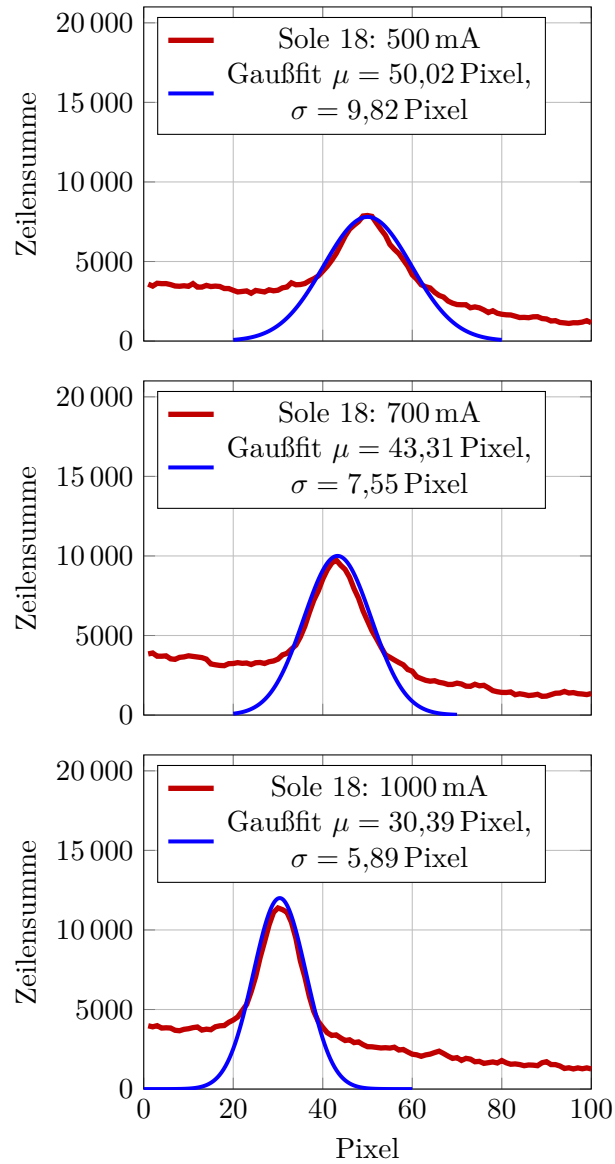 20 000
15 000
10 000
5000
0
Zeilensumme
Sole 18: 500 mA
Gaußfit μ = 50,02 Pixel,
σ = 9,82 Pixel
20 000
15 000
10 000
5000
0
Zeilensumme
Sole 18: 700 mA
Gaußfit μ = 43,31 Pixel,
σ = 7,55 Pixel
20 000
15 000
10 000
5000
0
Zeilensumme
Sole 18: 1000 mA
Gaußfit μ = 30,39 Pixel,
σ = 5,89 Pixel
0 20 40 60 80 100
Pixel